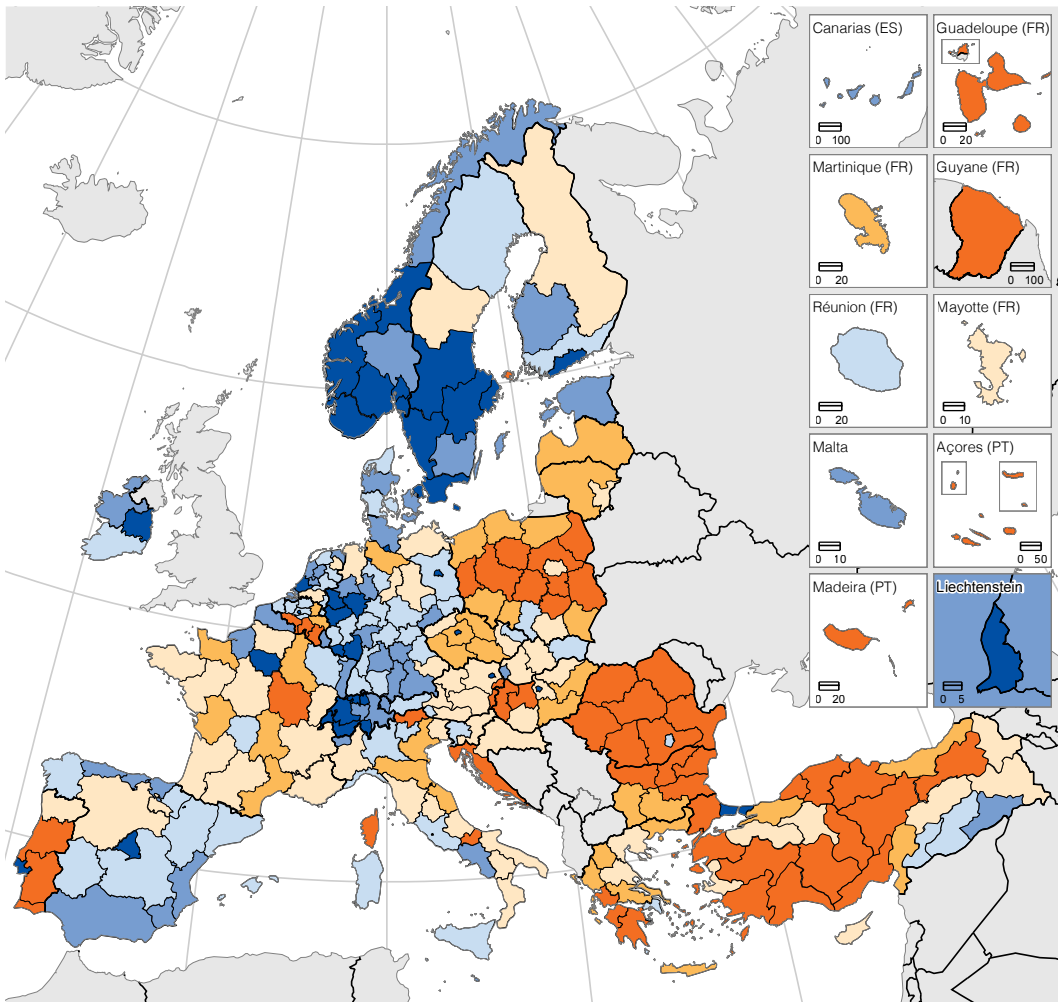 Canarias (ES)
0 100
Guadeloupe (FR)
0 20
Martinique (FR)
0 20
Guyane (FR)
0 100
Réunion (FR)
0 20
Mayotte (FR)
0 10
Malta
0 10
Açores (PT)
0 50
Madeira (PT)
0 20
Liechtenstein
0 5